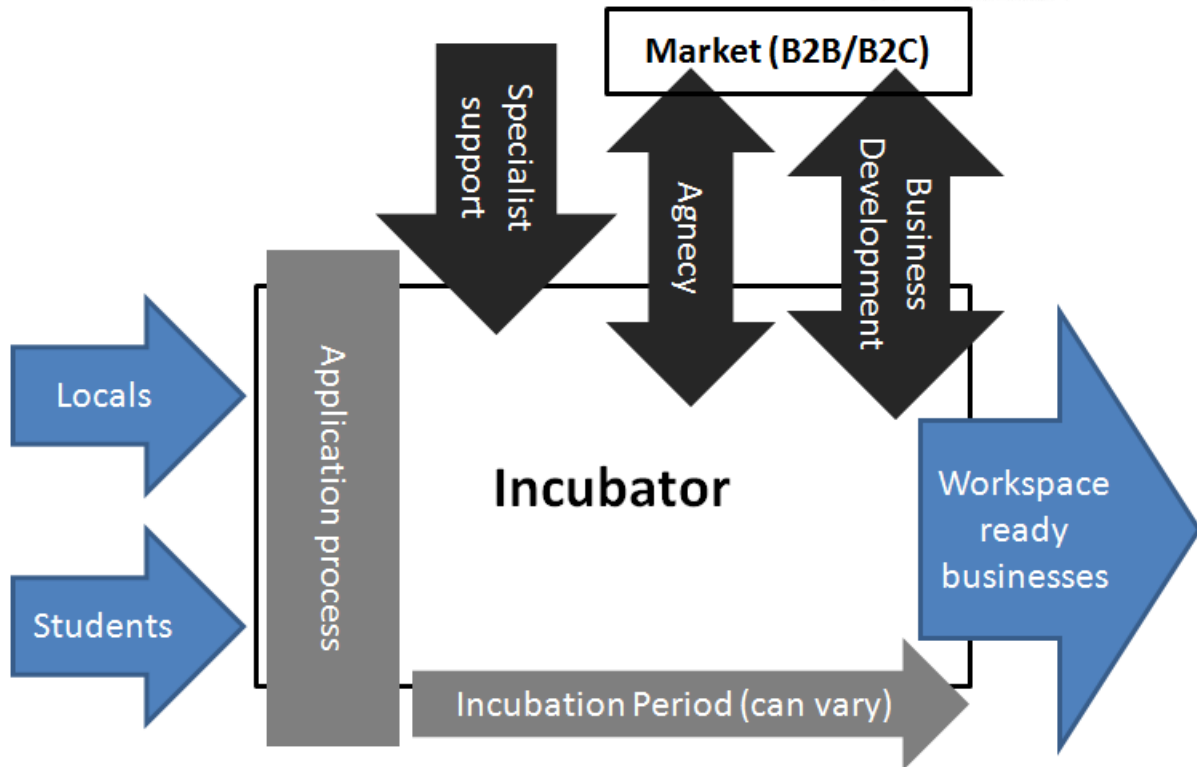 Market (B2B/B2C)
Specialist
support
Agnecy
Business
Development
Locals
Students
Application process
Incubator
Workspace
ready
businesses
Incubation Period (can vary)